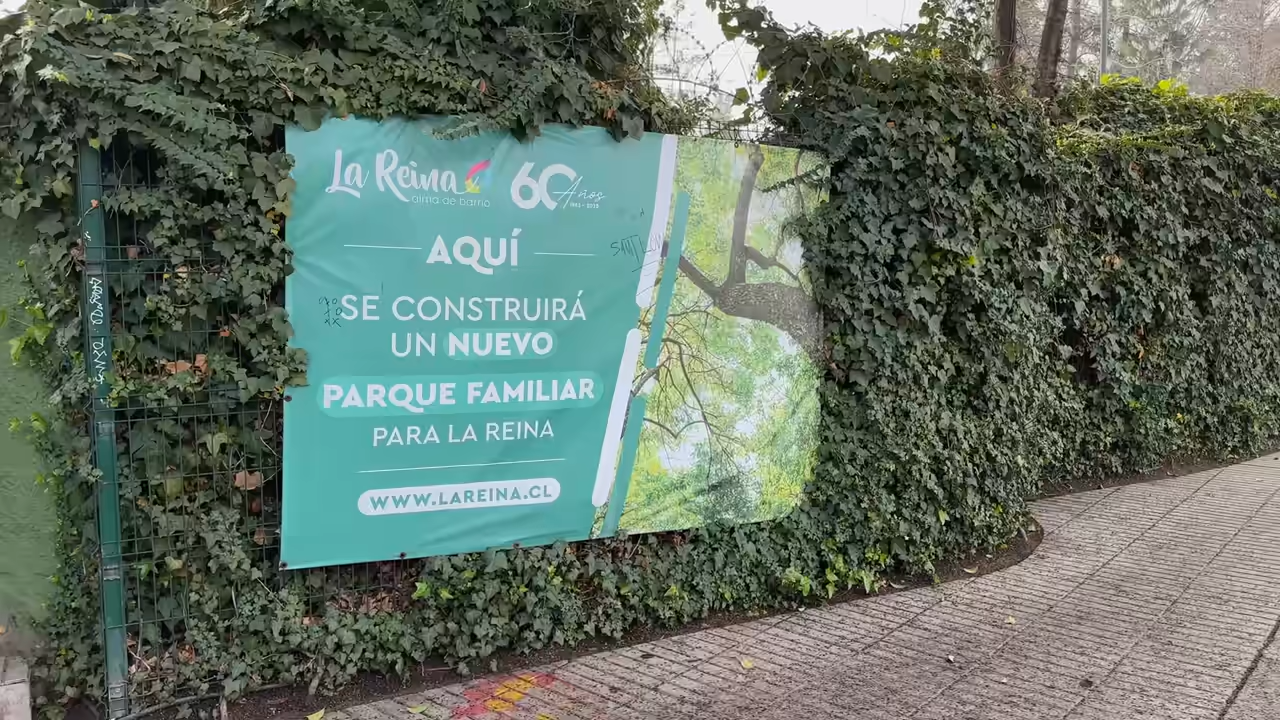 La Reina
alma de barrio
60 Años
1963 - 2023
AQUÍ
SE CONSTRUIRÁ
UN NUEVO
PARQUE FAMILIAR
PARA LA REINA
WWW.LAREINA.CL